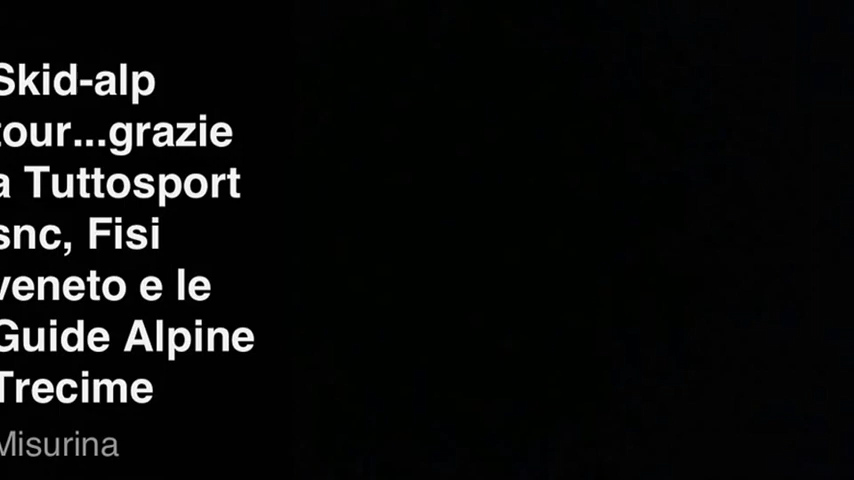 Skid-alp
tour...grazie
a Tuttosport
snc, Fisi
veneto e le
Guide Alpine
Trecime
Misurina